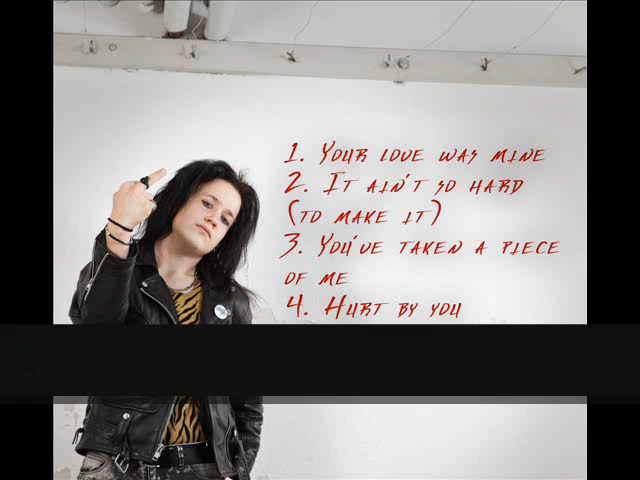 1. Your love was mine
2. It ain't so hard
(to make it)
3. You've taken a piece
of me
4. Hurt by you